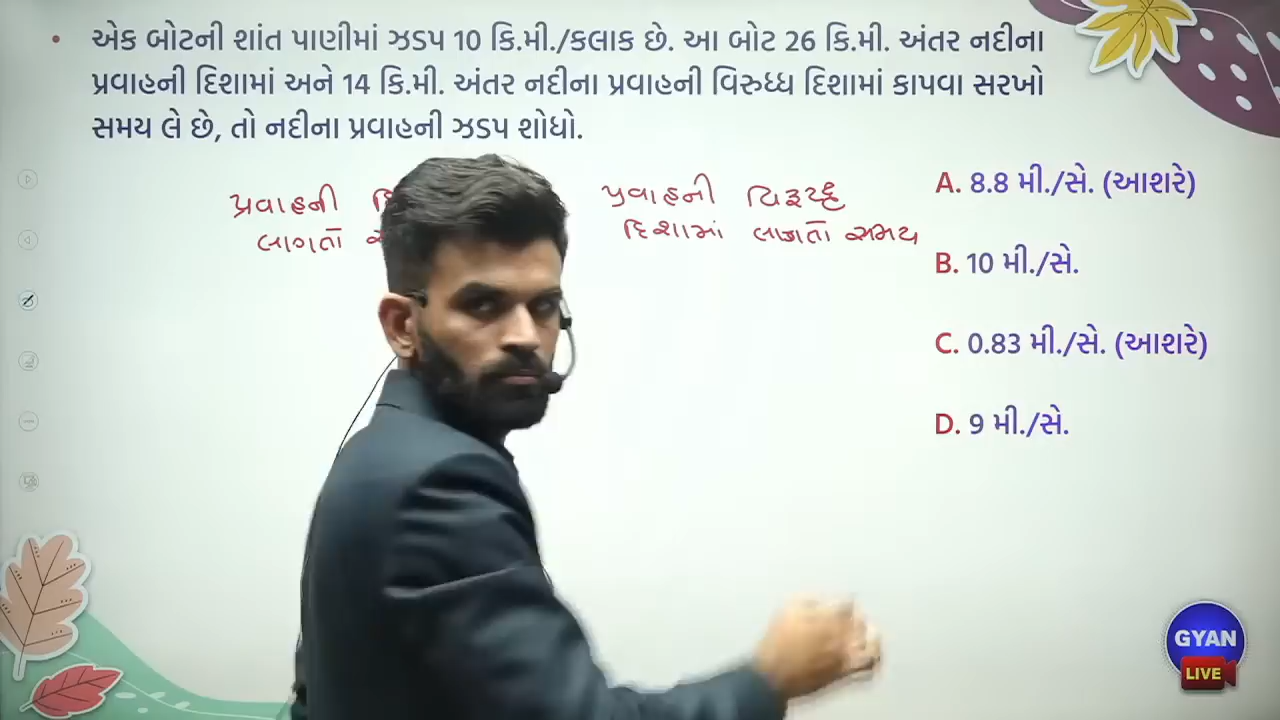 • એક બોટની શાંત પાણીમાં ઝડપ 10 કિ.મી./કલાક છે. આ બોટ 26 કિ.મી. અંતર નદીના
પ્રવાહની દિશામાં અને 14 કિ.મી. અંતર નદીના પ્રવાહની વિરુધ્ધ દિશામાં કાપવા સરખો
સમય લે છે, તો નદીના પ્રવાહની ઝડપ શોધો.
પ્રવાહની
લાગતો
પ્રવાહની વિરૂધ્ધ
દિશામાં લાગતો સમય
A. 8.8 મી./સે. (આશરે)
B. 10 મી./સે.
C. 0.83 મી./સે. (આશરે)
D. 9 મી./સે.
GYAN
LIVE